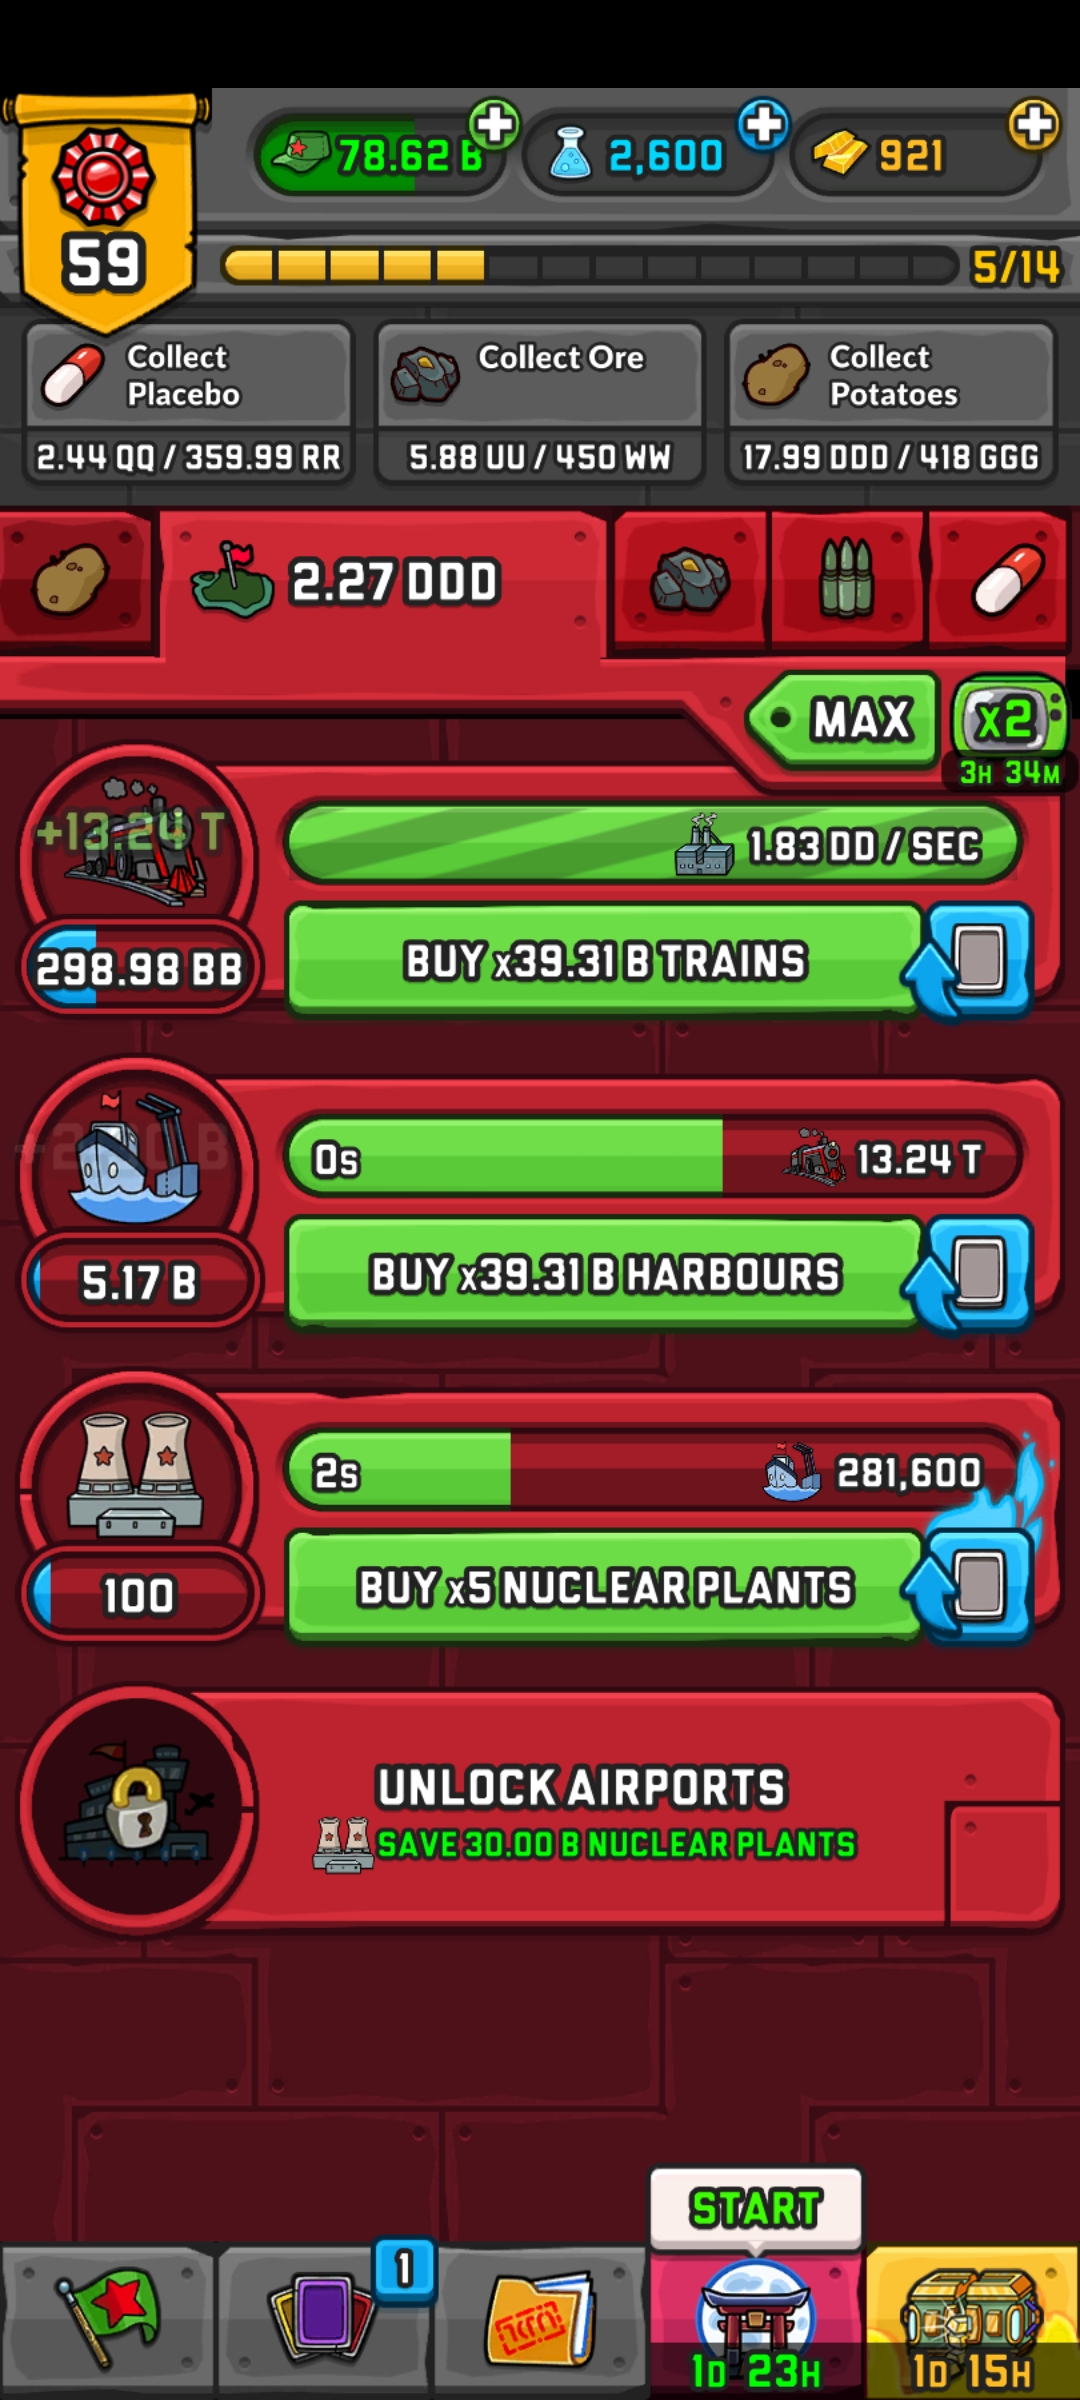 59
78.62 B
2,600
921
5/14
Collect
Placebo
2.44 QQ / 359.99 RR
Collect Ore
5.88 UU / 450 WW
Collect
Potatoes
17.99 DDD / 418 GGG
2.27 DDD
MAX
x2
3H 34M
+13.24 T
1.83 DD / SEC
298.98 BB
BUY x39.31 B TRAINS
0s
13.24 T
5.17 B
BUY x39.31 B HARBOURS
2s
281,600
100
BUY x5 NUCLEAR PLANTS
UNLOCK AIRPORTS
SAVE 30.00 B NUCLEAR PLANTS
START
1
1D 23H
1D 15H